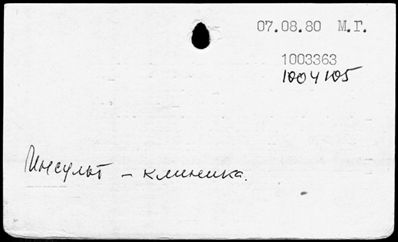 07.08.80 М.Г.
1003363
1004105
Инсульт – клиника.